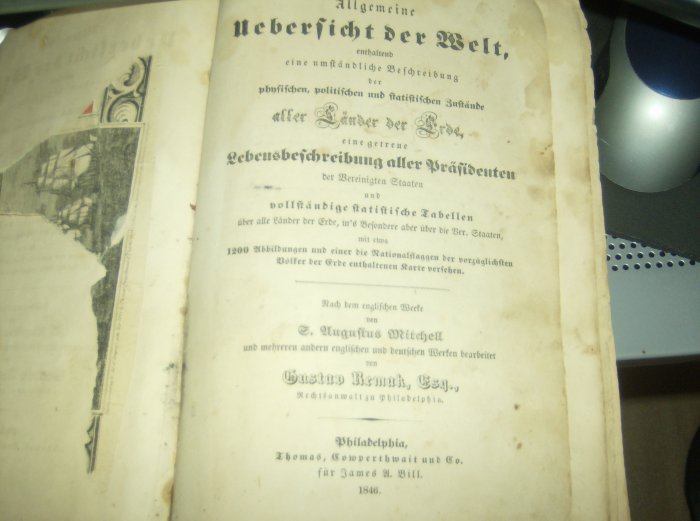 Allgemeine
Uebersicht der Welt,
enthaltend
eine umständliche Beschreibung
der
physischen, politischen und statistischen Zustände
aller Länder der Erde,
eine getreue
Lebensbeschreibung aller Präsidenten
der Vereinigten Staaten
und
vollständige statistische Tabellen
über alle Länder der Erde, in's Besondere aber über die Ver. Staaten,
mit etwa
1200 Abbildungen und einer die Nationalflaggen der vorzüglichsten
Völker der Erde enthaltenen Karte versehen.
Nach dem englischen Werke
von
S. Augustus Mitchell
und mehreren andern englischen und deutschen Werken bearbeitet
von
Gustav Remak, Esq.,
Rechtsanwalt zu Philadelphia.
Philadelphia,
Thomas, Cowperthwait und Co.
für James A. Bill.
1846.